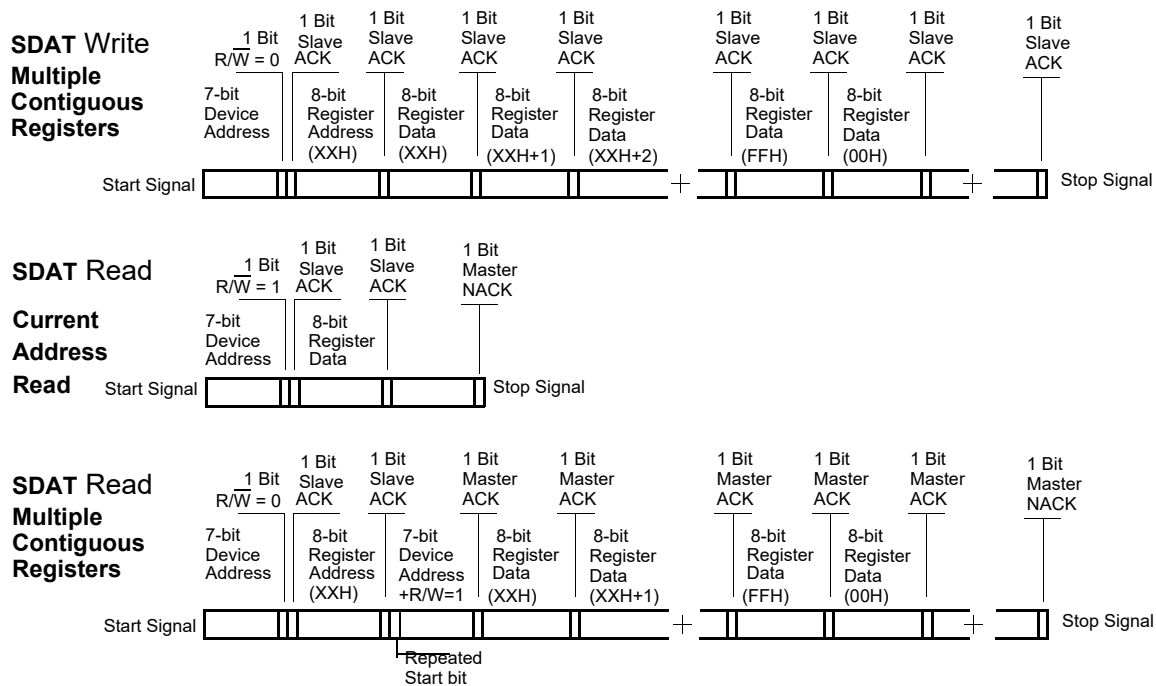 SDAT Write
Multiple
Contiguous
Registers
1 Bit
R/W = 0
1 Bit
Slave
ACK
1 Bit
Slave
ACK
1 Bit
Slave
ACK
1 Bit
Slave
ACK
1 Bit
Slave
ACK
1 Bit
Slave
ACK
1 Bit
Slave
ACK
1 Bit
Slave
ACK
7-bit
Device
Address
8-bit
Register
Address
(XXH)
8-bit
Register
Data
(XXH)
8-bit
Register
Data
(XXH+1)
8-bit
Register
Data
(XXH+2)
8-bit
Register
Data
(FFH)
8-bit
Register
Data
(00H)
Start Signal
Stop Signal
SDAT Read
Current
Address
Read
1 Bit
R/W = 1
1 Bit
Slave
ACK
1 Bit
Slave
ACK
1 Bit
Master
NACK
7-bit
Device
Address
8-bit
Register
Data
Start Signal
Stop Signal
SDAT Read
Multiple
Contiguous
Registers
1 Bit
R/W = 0
1 Bit
Slave
ACK
1 Bit
Slave
ACK
1 Bit
Master
ACK
1 Bit
Master
ACK
1 Bit
Master
ACK
1 Bit
Master
ACK
1 Bit
Master
ACK
1 Bit
Master
NACK
7-bit
Device
Address
8-bit
Register
Address
(XXH)
7-bit
Device
Address
+R/W=1
8-bit
Register
Data
(XXH)
8-bit
Register
Data
(XXH+1)
8-bit
Register
Data
(FFH)
8-bit
Register
Data
(00H)
Start Signal
Stop Signal
Repeated
Start bit